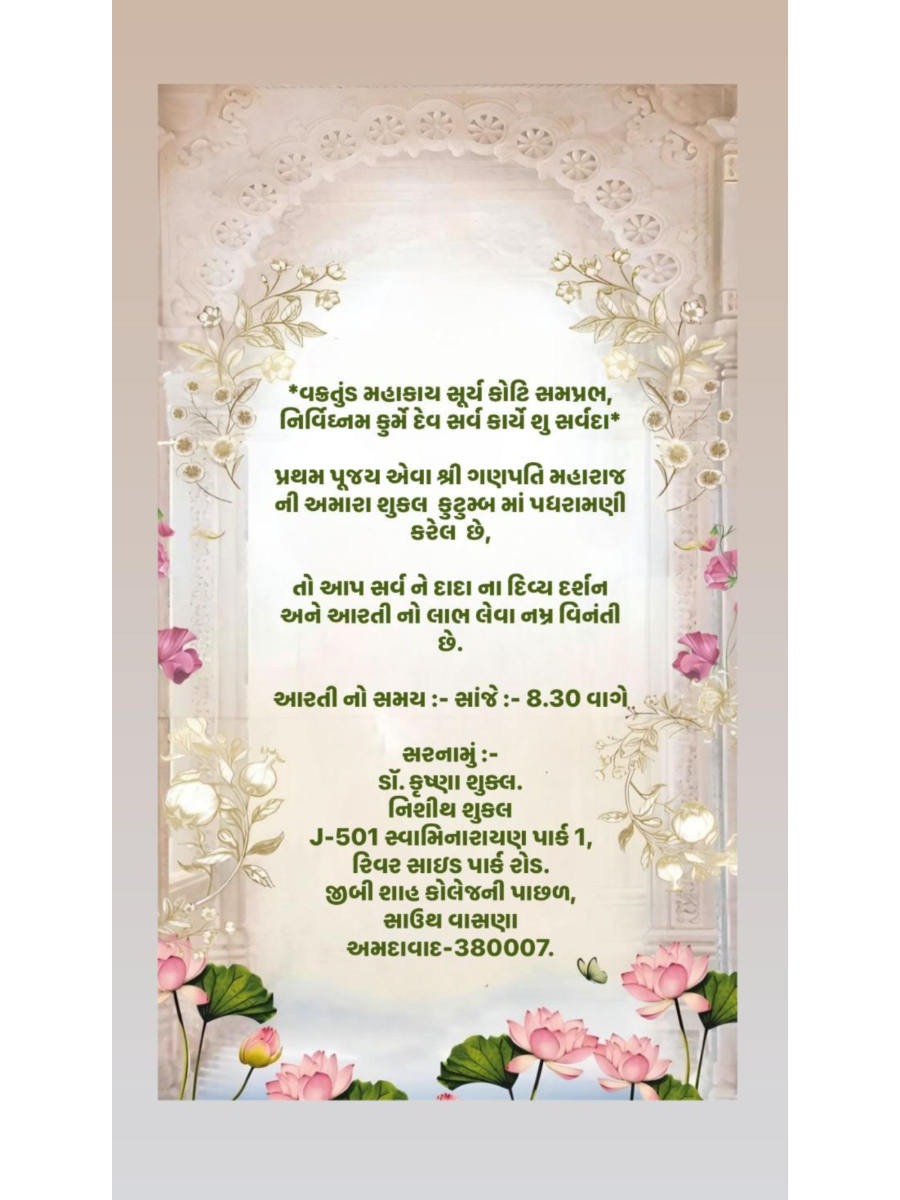 *વક્રતુંડ મહાકાય સૂર્ય કોટિ સમપ્રભ,
નિર્વિઘ્નમ કુર્મે દેવ સર્વ કાર્યે શુ સર્વદા*
પ્રથમ પૂજય એવા શ્રી ગણપતિ મહારાજ
ની અમારા શુકલ કુટુમ્બ માં પધરામણી
કરેલ છે,
તો આપ સર્વ ને દાદા ના દિવ્ય દર્શન
અને આરતી નો લાભ લેવા નમ્ર વિનંતી
છે.
આરતી નો સમય :- સાંજે :- 8.30 વાગે
સરનામું :-
ડૉ. કૃષ્ણા શુક્લ.
નિશીથ શુકલ
J-501 સ્વામિનારાયણ પાર્ક 1,
રિવર સાઇડ પાર્ક રોડ.
જીબી શાહ કોલેજની પાછળ,
સાઉથ વાસણા
અમદાવાદ-380007.